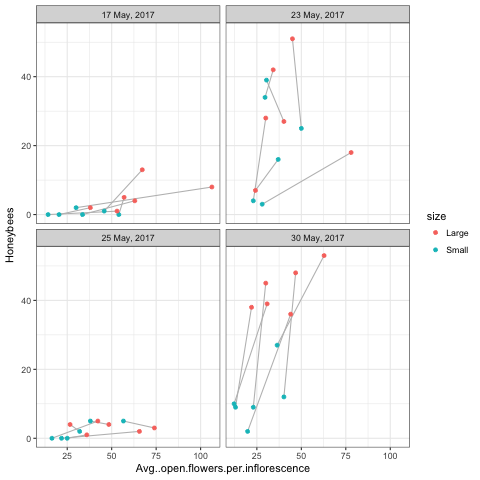 17 May, 2017
23 May, 2017
40
20
0
Honeybees
25 May, 2017
30 May, 2017
40
20
0
25 50 75 100 25 50 75 100
Avg..open.flowers.per.inflorescence
size
Large
Small